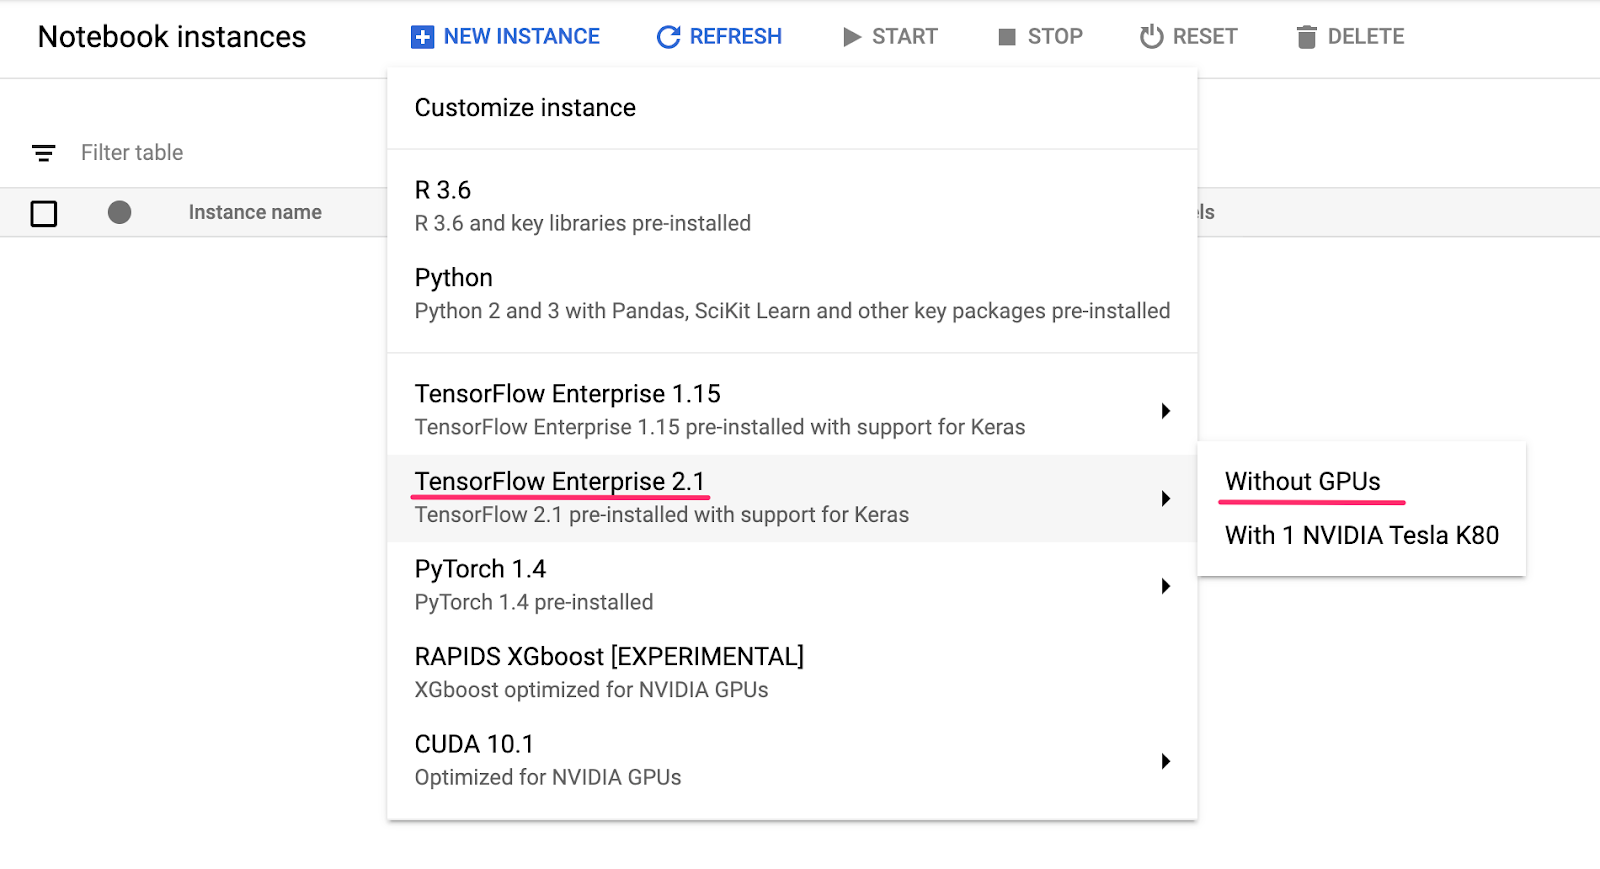 Notebook instances
NEW INSTANCE
REFRESH
START
STOP
RESET
DELETE
Customize instance
Filter table
R 3.6
Instance name
els
R 3.6 and key libraries pre-installed
Python
Python 2 and 3 with Pandas, SciKit Learn and other key packages pre-installed
TensorFlow Enterprise 1.15
TensorFlow Enterprise 1.15 pre-installed with support for Keras
TensorFlow Enterprise 2.1
TensorFlow 2.1 pre-installed with support for Keras
Without GPUs
With 1 NVIDIA Tesla K80
PyTorch 1.4
PyTorch 1.4 pre-installed
RAPIDS XGboost [EXPERIMENTAL]
XGboost optimized for NVIDIA GPUs
CUDA 10.1
Optimized for NVIDIA GPUs